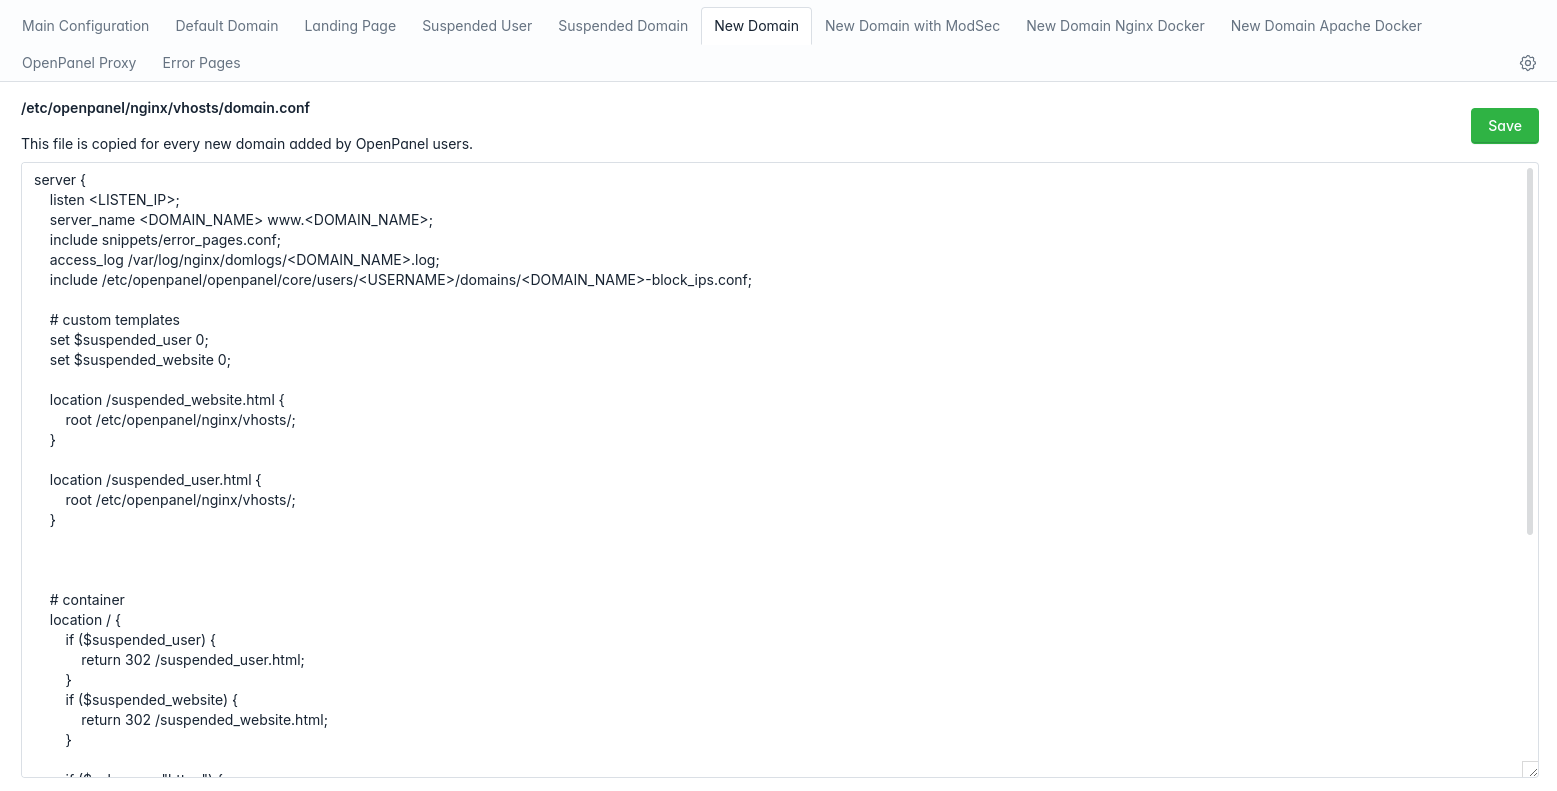 Main Configuration Default Domain Landing Page Suspended User Suspended Domain New Domain New Domain with ModSec New Domain Nginx Docker New Domain Apache Docker
OpenPanel Proxy Error Pages
/etc/openpanel/nginx/vhosts/domain.conf
Save
This file is copied for every new domain added by OpenPanel users.
server {
    listen <LISTEN_IP>;
    server_name <DOMAIN_NAME> www.<DOMAIN_NAME>;
    include snippets/error_pages.conf;
    access_log /var/log/nginx/domlogs/<DOMAIN_NAME>.log;
    include /etc/openpanel/openpanel/core/users/<USERNAME>/domains/<DOMAIN_NAME>-block_ips.conf;
    # custom templates
    set $suspended_user 0;
    set $suspended_website 0;
    location /suspended_website.html {
        root /etc/openpanel/nginx/vhosts/;
    }
    location /suspended_user.html {
        root /etc/openpanel/nginx/vhosts/;
    }
    # container
    location / {
        if ($suspended_user) {
            return 302 /suspended_user.html;
        }
        if ($suspended_website) {
            return 302 /suspended_website.html;
        }